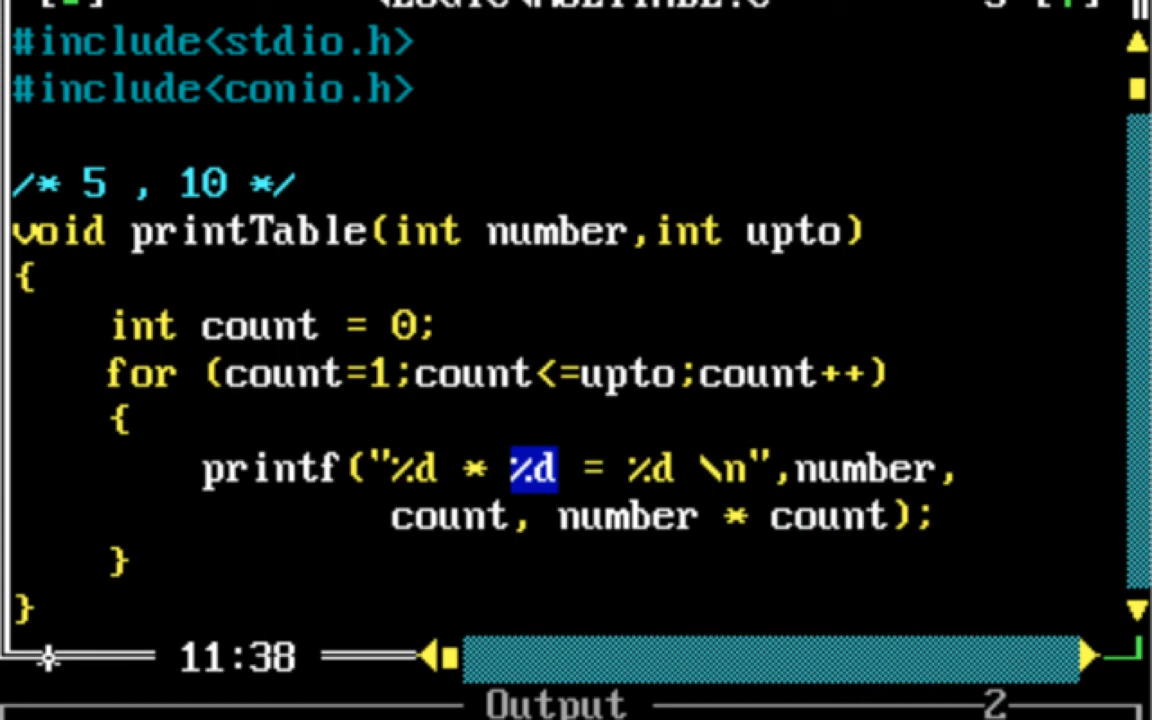 3
#include<stdio.h>
#include<conio.h>
/* 5 , 10 */
void printTable(int number,int upto)
{
int count = 0;
for (count=1;count<=upto;count++)
{
printf("%d * %d = %d \n",number,
count, number * count);
}
}
11:38
Output
2